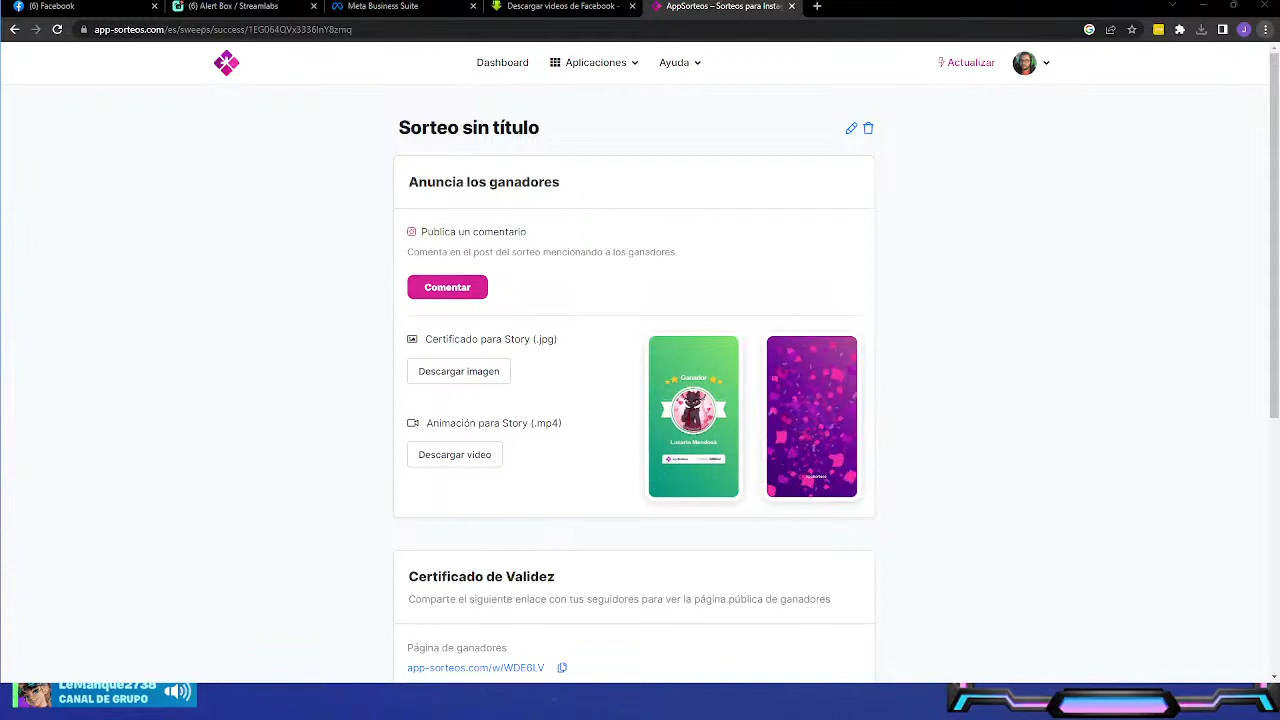 (6) Facebook
(6) Alert Box / Streamlabs
Meta Business Suite
Descargar videos de Facebook -
AppSorteos – Sorteos para Insta
app-sorteos.com/es/sweeps/success/1EG064QVx3336lnY8zmq
J
Dashboard
Aplicaciones
Ayuda
Actualizar
Sorteo sin título
Anuncia los ganadores
Publica un comentario
Comenta en el post del sorteo mencionando a los ganadores
Comentar
Certificado para Story (.jpg)
Descargar imagen
Animación para Story (.mp4)
Descargar video
Ganador
Lazarte Mendosa
AppSorteos
Certificado de Validez
Comparte el siguiente enlace con tus seguidores para ver la página pública de ganadores
Página de ganadores
app-sorteos.com/w/WDE6LV
LeManque2738
CANAL DE GRUPO